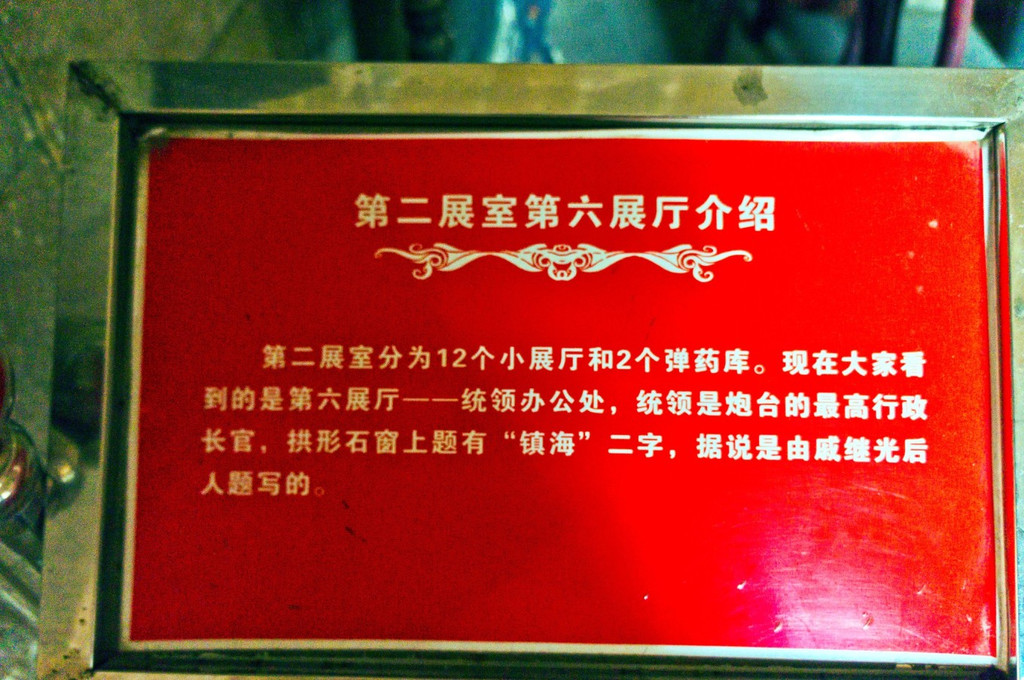 第二展室第六展厅介绍
第二展室分为12个小展厅和2个弹药库。现在大家看
到的是第六展厅——统领办公处，统领是炮台的最高行政
长官，拱形石窗上题有“镇海”二字，据说是由戚继光后
人题写的。